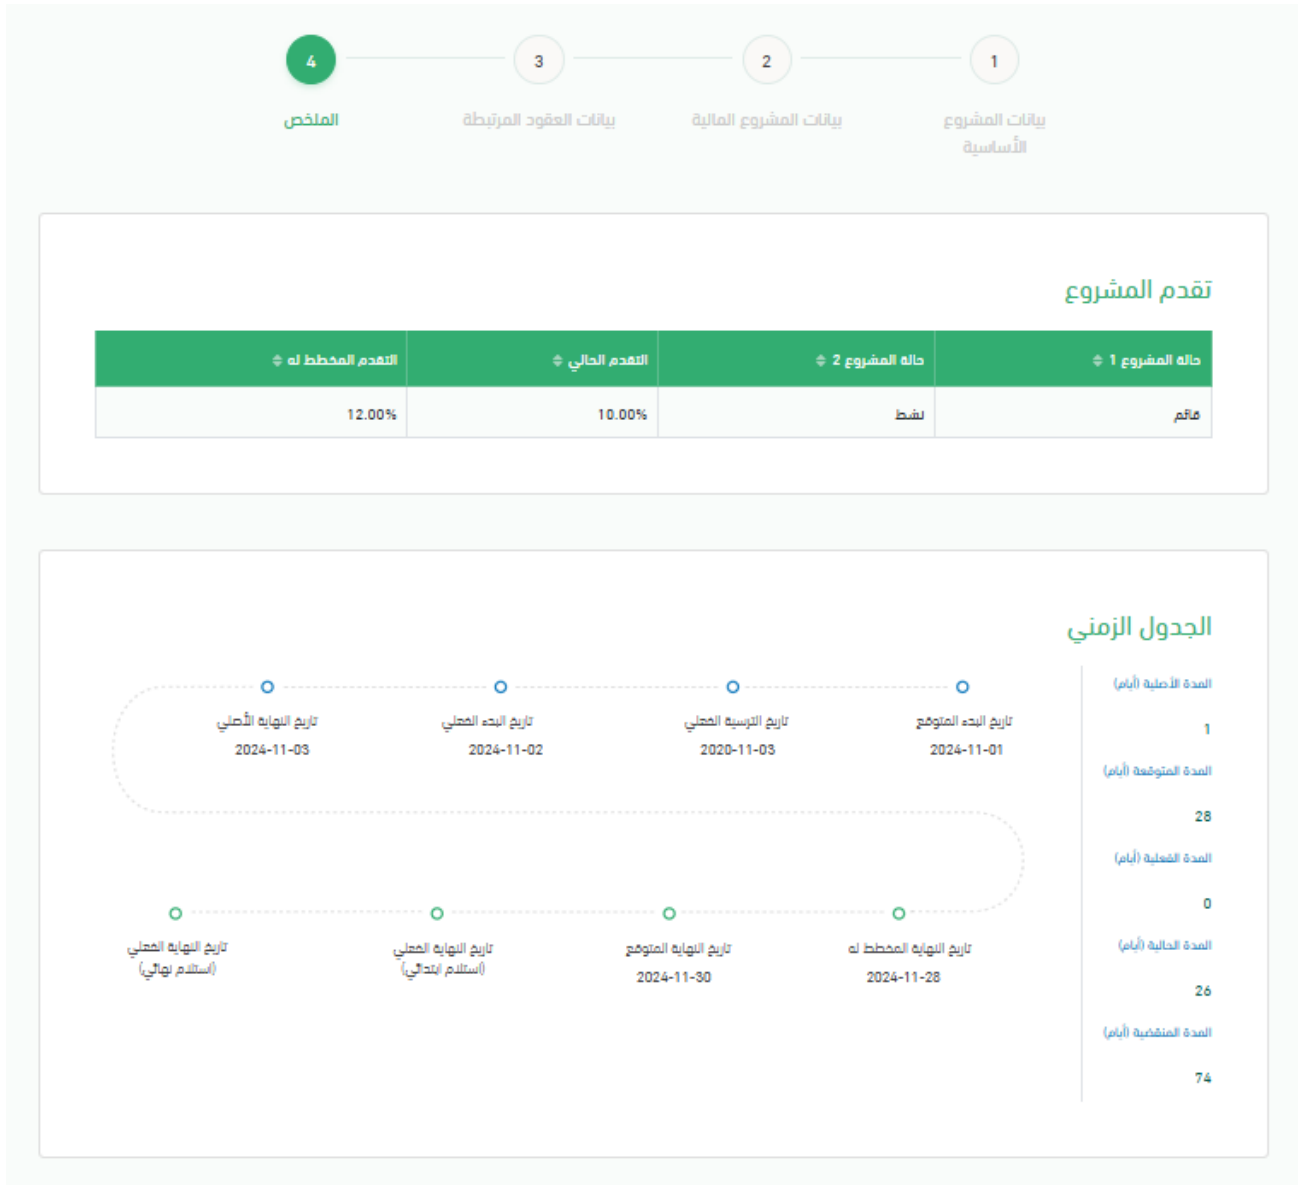 1
2
3
4
بيانات المشروع
الأساسية
بيانات المشروع المالية
بيانات العقود المرتبطة
الملخص
تقدم المشروع
حالة المشروع 1
حالة المشروع 2
التقدم الحالي
التقدم المخطط له
قائم
نشط
10.00%
12.00%
الجدول الزمني
المدة الأصلية (أيام)
1
المدة المتوقعة (أيام)
28
المدة الفعلية (أيام)
0
المدة الحالية (أيام)
26
المدة المنقضية (أيام)
74
تاريخ البدء المتوقع
2024-11-01
تاريخ الترسية الفعلي
2020-11-03
تاريخ البدء الفعلي
2024-11-02
تاريخ النهاية الأصلي
2024-11-03
تاريخ النهاية المخطط له
2024-11-28
تاريخ النهاية المتوقع
2024-11-30
تاريخ النهاية الفعلي
(استلام ابتدائي)
تاريخ النهاية الفعلي
(استلام نهائي)